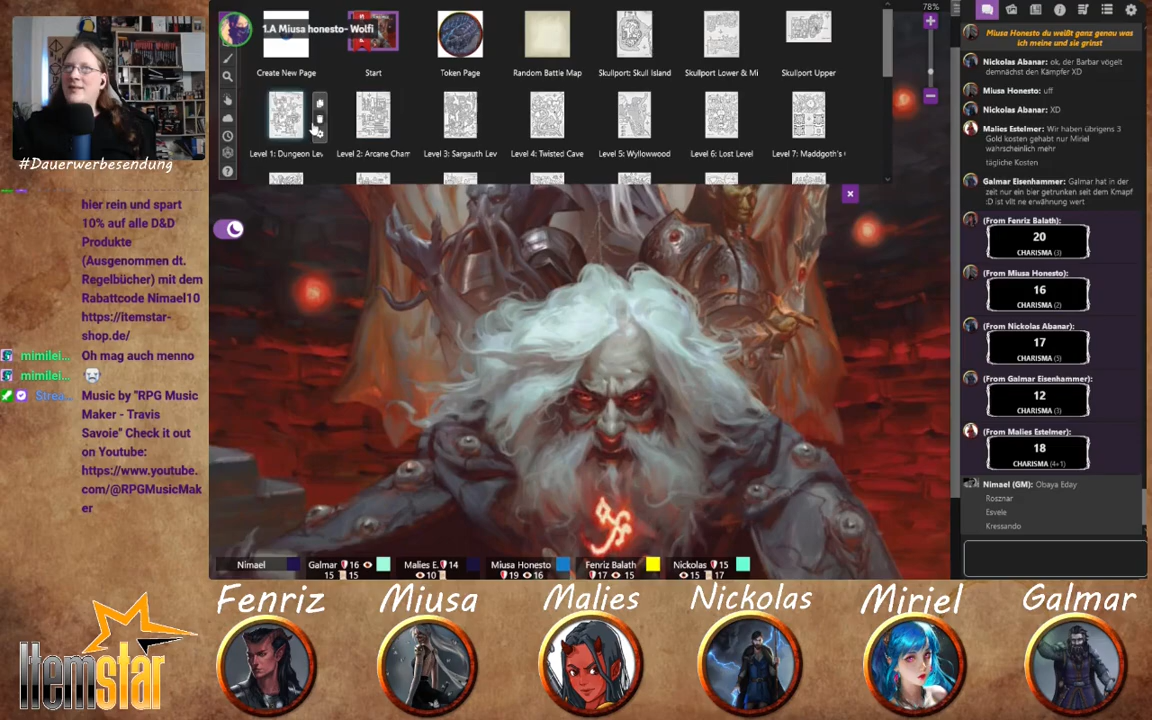 #Dauerwerbesendung
hier rein und spart
10% auf alle D&D
Produkte
(Ausgenommen dt.
Regelbücher) mit dem
Rabattcode Nimael10
https://itemstar-
shop.de/
mimilei... Oh mag auch menno
mimilei...
Strea... Music by "RPG Music
Maker - Travis
Savoie" Check it out
on Youtube:
https://www.youtube.
com/@RPGMusicMak
er
1.A Miusa honesto- Wolfi
Create New Page
Start
Token Page
Random Battle Map
Skullport: Skull Island
Skullport Lower & Mi
Skullport Upper
Level 1: Dungeon Lev
Level 2: Arcane Cham
Level 3: Sargauth Lev
Level 4: Twisted Cave
Level 5: Wyllowwood
Level 6: Lost Level
Level 7: Maddgoth's
78%
Nimael
Galmar 16
15 15
Malies E. 14
10
Miusa Honesto
19 16
Fenriz Balath
17 15
Nickolas 15
15 17
Miusa Honesto du weißt ganz genau was
ich meine und sie grinst
Nickolas Abanar: ok, der Barbar vögelt
demnächst den Kämpfer XD
Miusa Honesto: uff
Nickolas Abanar: XD
Malies Estelmer: Wir haben übrigens 3
Gold kosten gehabt nur Miriel
wahrscheinlich mehr
tägliche Kosten
Galmar Eisenhammer: Galmar hat in der
zeit nur ein bier getrunken seit dem Kmapf
:D ist vllt ne erwähnung wert
(From Fenriz Balath):
20
CHARISMA (3)
(From Miusa Honesto):
16
CHARISMA (2)
(From Nickolas Abanar):
17
CHARISMA (5)
(From Galmar Eisenhammer):
12
CHARISMA (3)
(From Malies Estelmer):
18
CHARISMA (4+1)
Nimael (GM): Obaya Eday
Rosznar
Esvele
Kressando
Itemstar
Fenriz
Miusa
Malies
Nickolas
Miriel
Galmar